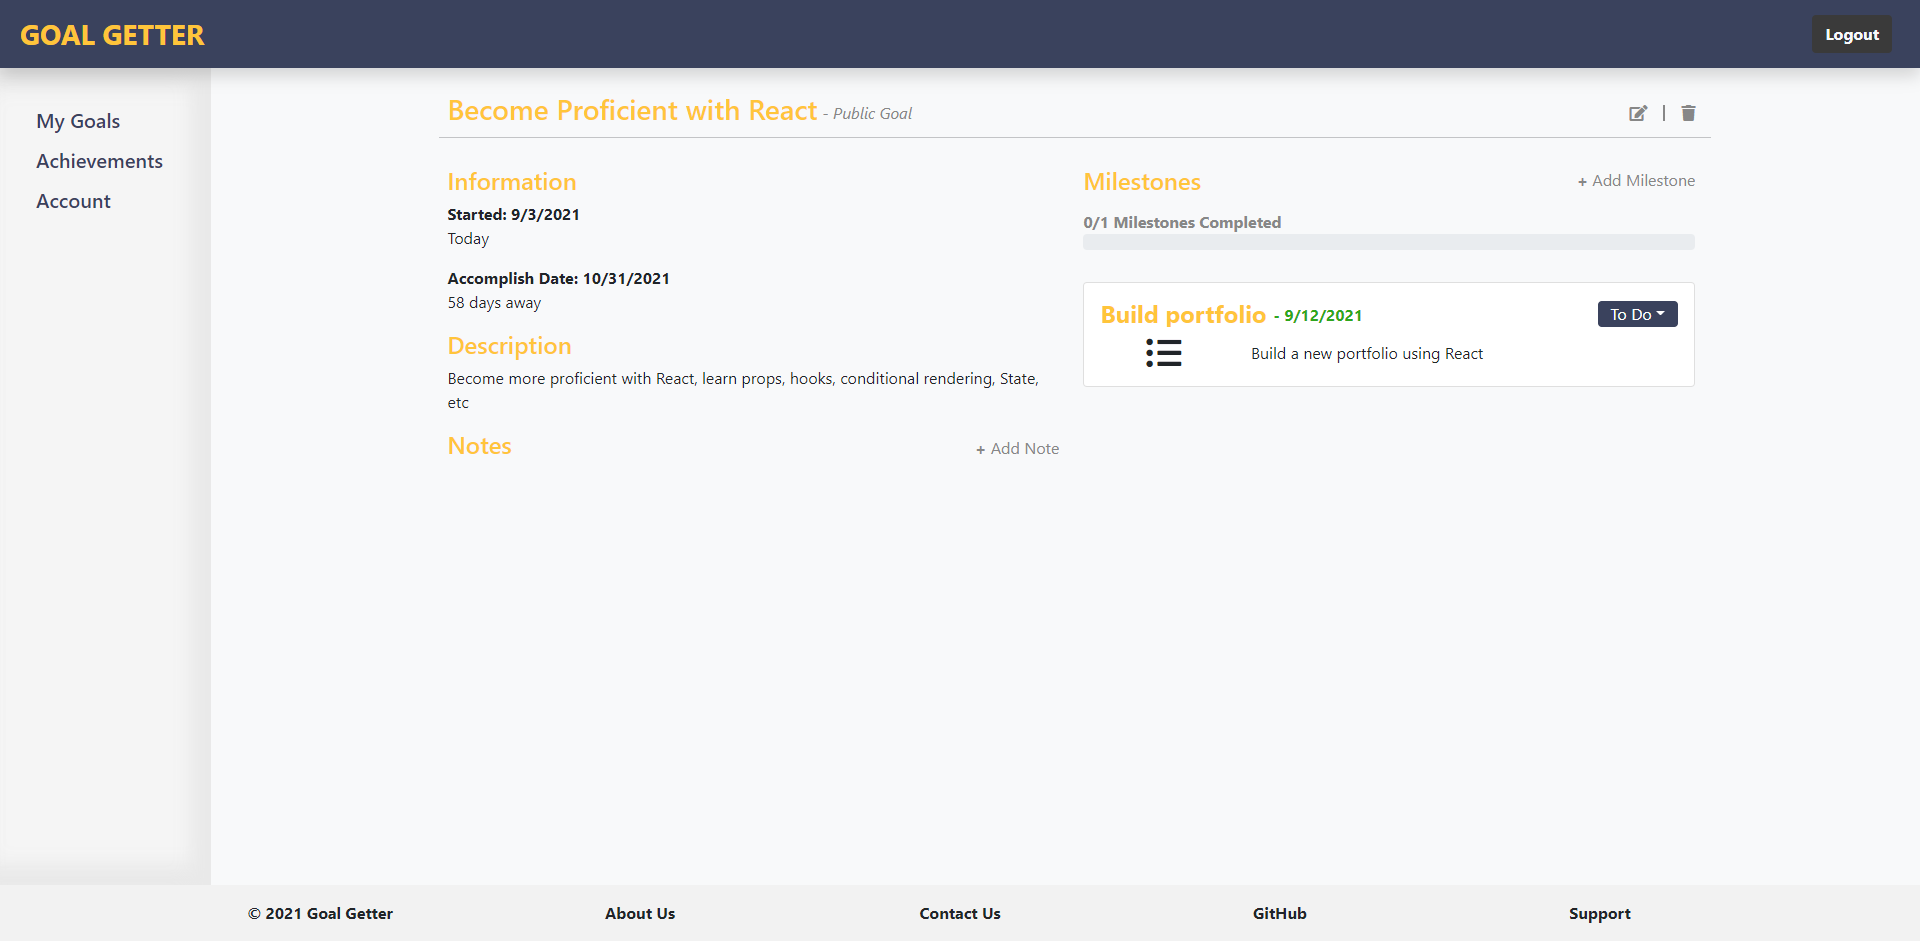 GOAL GETTER
Logout
My Goals
Achievements
Account
Become Proficient with React - Public Goal
|
Information
Started: 9/3/2021
Today
Accomplish Date: 10/31/2021
58 days away
Description
Become more proficient with React, learn props, hooks, conditional rendering, State,
etc
Notes
+ Add Note
Milestones
+ Add Milestone
0/1 Milestones Completed
Build portfolio - 9/12/2021
To Do
Build a new portfolio using React
© 2021 Goal Getter
About Us
Contact Us
GitHub
Support